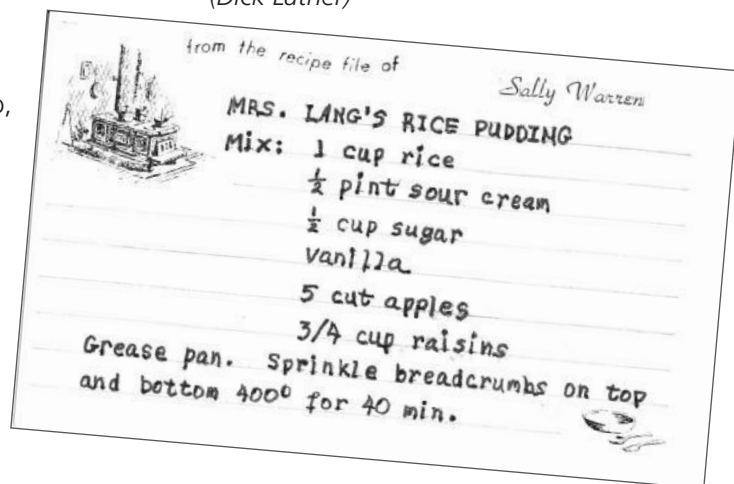 (Dick Luther)
from the recipe file of
Sally Warren
MRS. LANG'S RICE PUDDING
Mix: 1 cup rice
½ pint sour cream
½ cup sugar
vanilla
5 cut apples
3/4 cup raisins
Grease pan. Sprinkle breadcrumbs on top
and bottom 400° for 40 min.